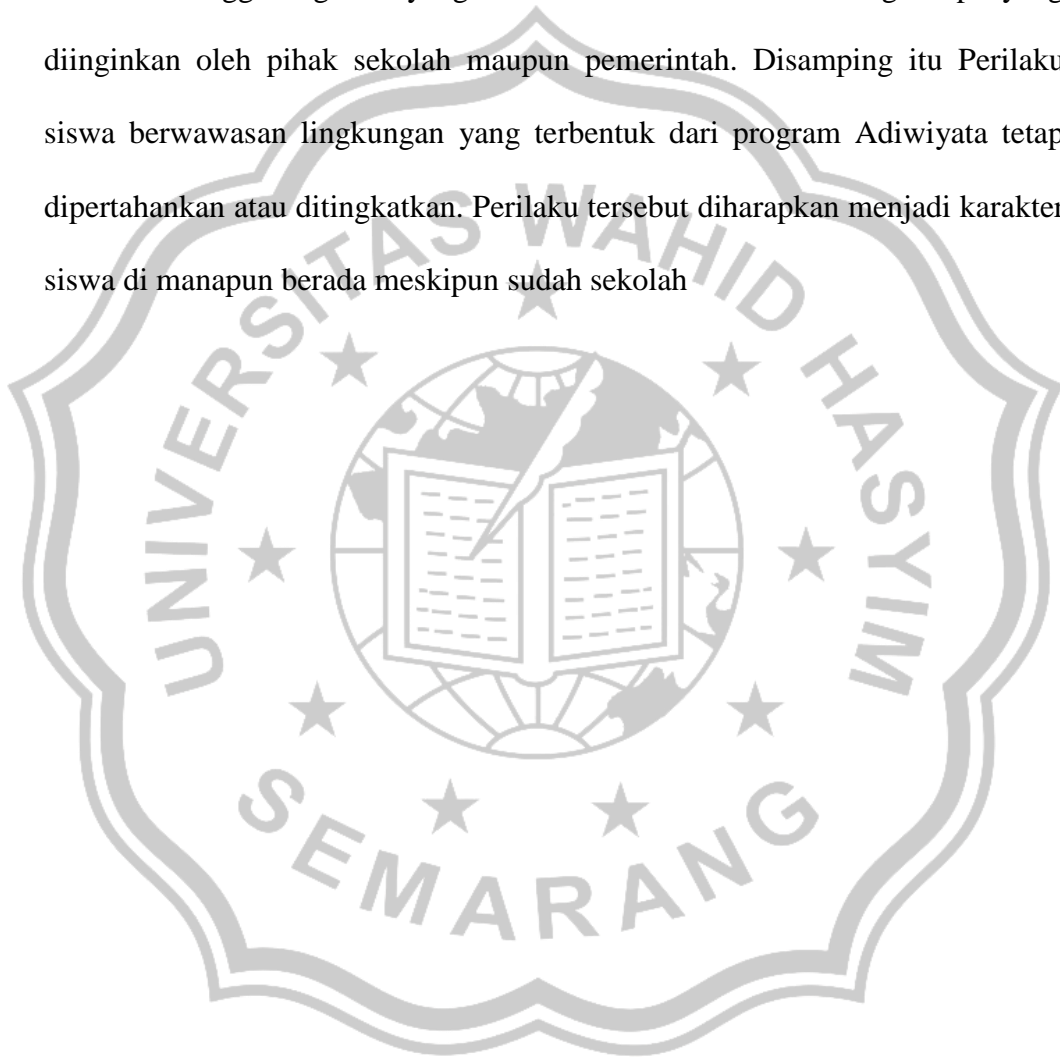 diinginkan oleh pihak sekolah maupun pemerintah. Disamping itu Perilaku
siswa berwawasan lingkungan yang terbentuk dari program Adiwiyata tetap
dipertahankan atau ditingkatkan. Perilaku tersebut diharapkan menjadi karakter
siswa di manapun berada meskipun sudah sekolah
UNIVERSITAS WAHID HASYIM
SEMARANG